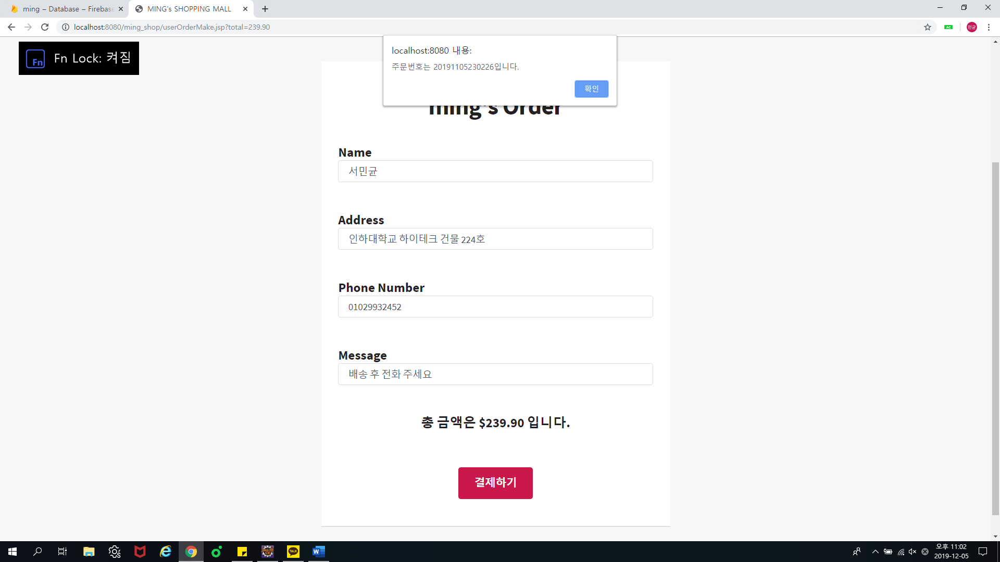 ming – Database – Firebase
MING's SHOPPING MALL
localhost:8080/ming_shop/userOrderMake.jsp?total=239.90
AC
민균
Fn
Fn Lock: 켜짐
localhost:8080 내용:
주문번호는 20191105230226입니다.
확인
ming's Order
Name
서민균
Address
인하대학교 하이테크 건물 224호
Phone Number
01029932452
Message
배송 후 전화 주세요
총 금액은 $239.90 입니다.
결제하기
TALK
W
오후 11:02
2019-12-05